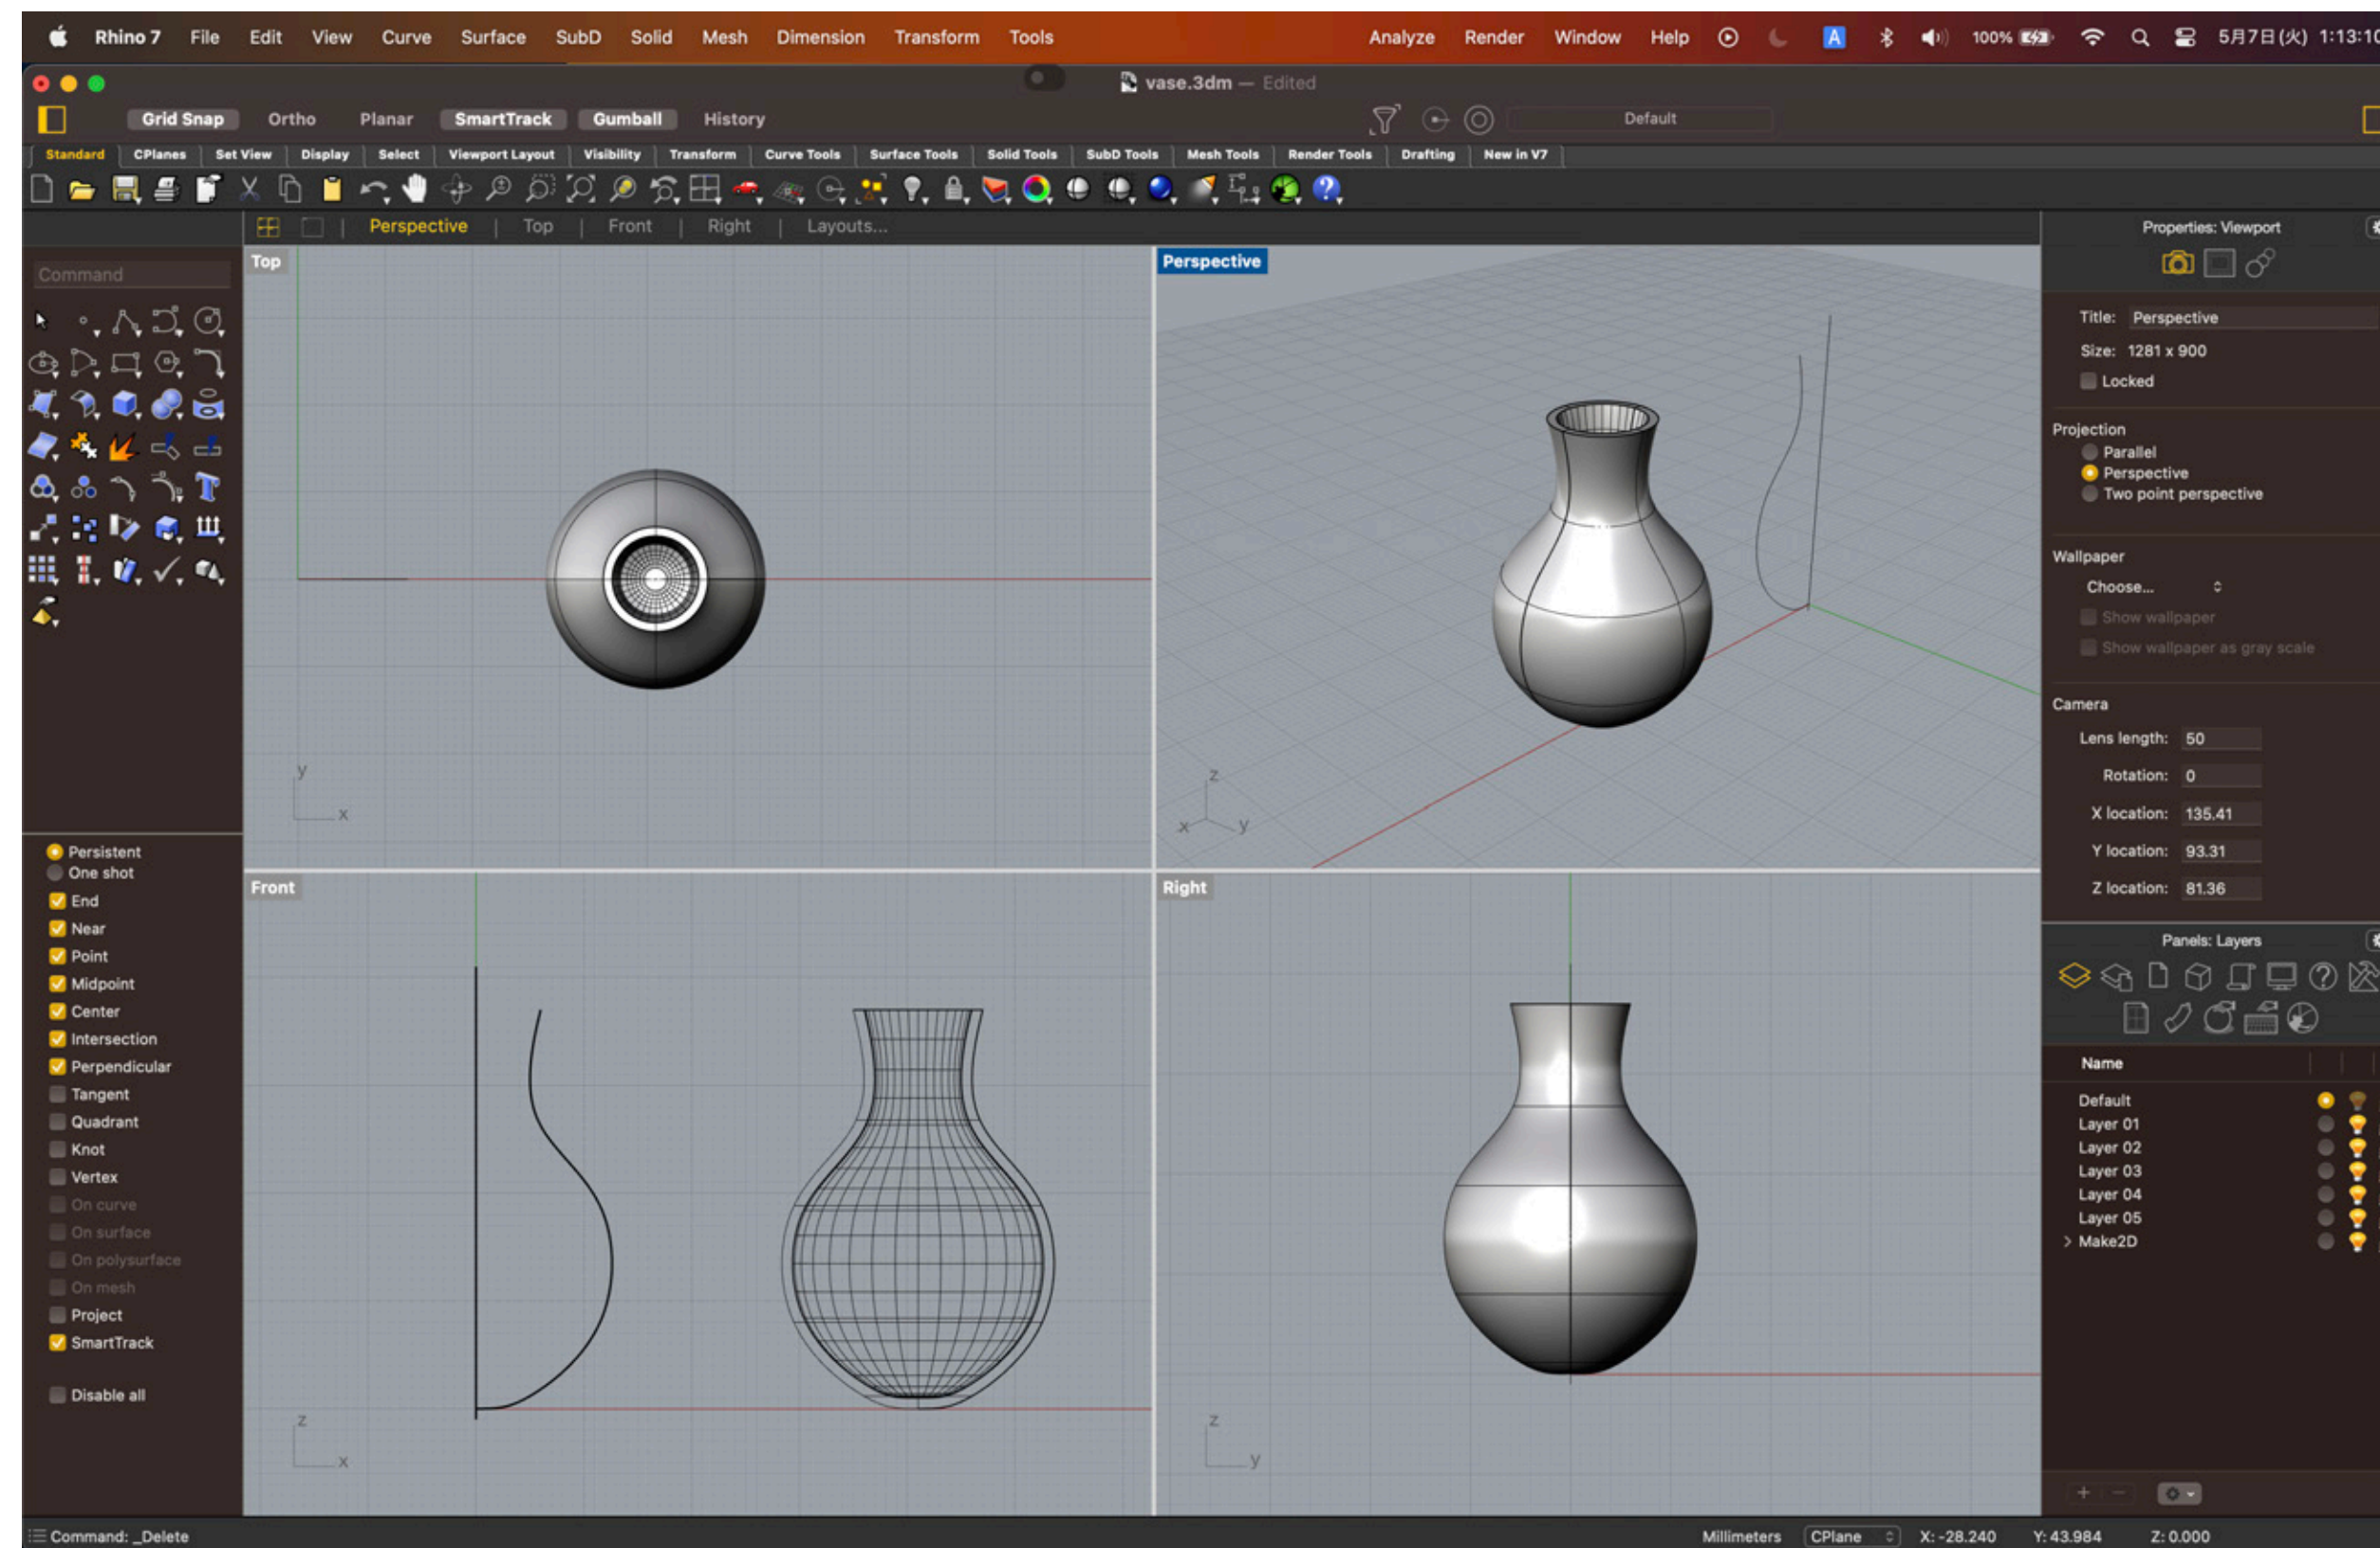 Rhino 7 File Edit View Curve Surface SubD Solid Mesh Dimension Transform Tools Analyze Render Window Help A 100% 5月7日(火) 1:13:10
vase.3dm — Edited
Grid Snap Ortho Planar SmartTrack Gumball History Default
Standard CPlanes Set View Display Select Viewport Layout Visibility Transform Curve Tools Surface Tools Solid Tools SubD Tools Mesh Tools Render Tools Drafting New in V7
Perspective Top Front Right Layouts...
Command
Top
y
x
Perspective
z
x
y
Front
z
x
Right
z
y
Persistent
One shot
End
Near
Point
Midpoint
Center
Intersection
Perpendicular
Tangent
Quadrant
Knot
Vertex
On curve
On surface
On polysurface
On mesh
Project
SmartTrack
Disable all
Properties: Viewport
Title: Perspective
Size: 1281 x 900
Locked
Projection
Parallel
Perspective
Two point perspective
Wallpaper
Choose...
Show wallpaper
Show wallpaper as gray scale
Camera
Lens length: 50
Rotation: 0
X location: 135.41
Y location: 93.31
Z location: 81.36
Panels: Layers
Name
Default
Layer 01
Layer 02
Layer 03
Layer 04
Layer 05
Make2D
Command: _Delete
Millimeters CPlane X: -28.240 Y: 43.984 Z: 0.000